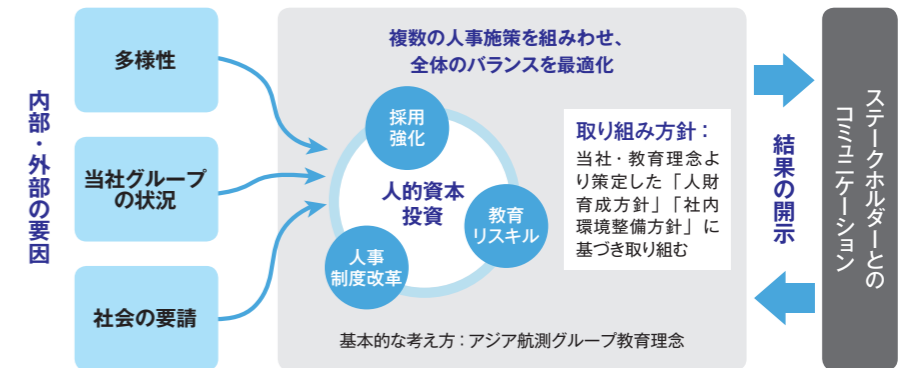 内部・外部の要因
多様性
当社グループ
の状況
社会の要請
複数の人事施策を組みわせ、
全体のバランスを最適化
採用
強化
人的資本
投資
教育
リスキル
人事
制度改革
取り組み方針：
当社・教育理念よ
り策定した「人財
育成方針」「社内
環境整備方針」に
基づき取り組む
基本的な考え方：アジア航測グループ教育理念
結果の開示
ステークホルダーとの
コミュニケーション